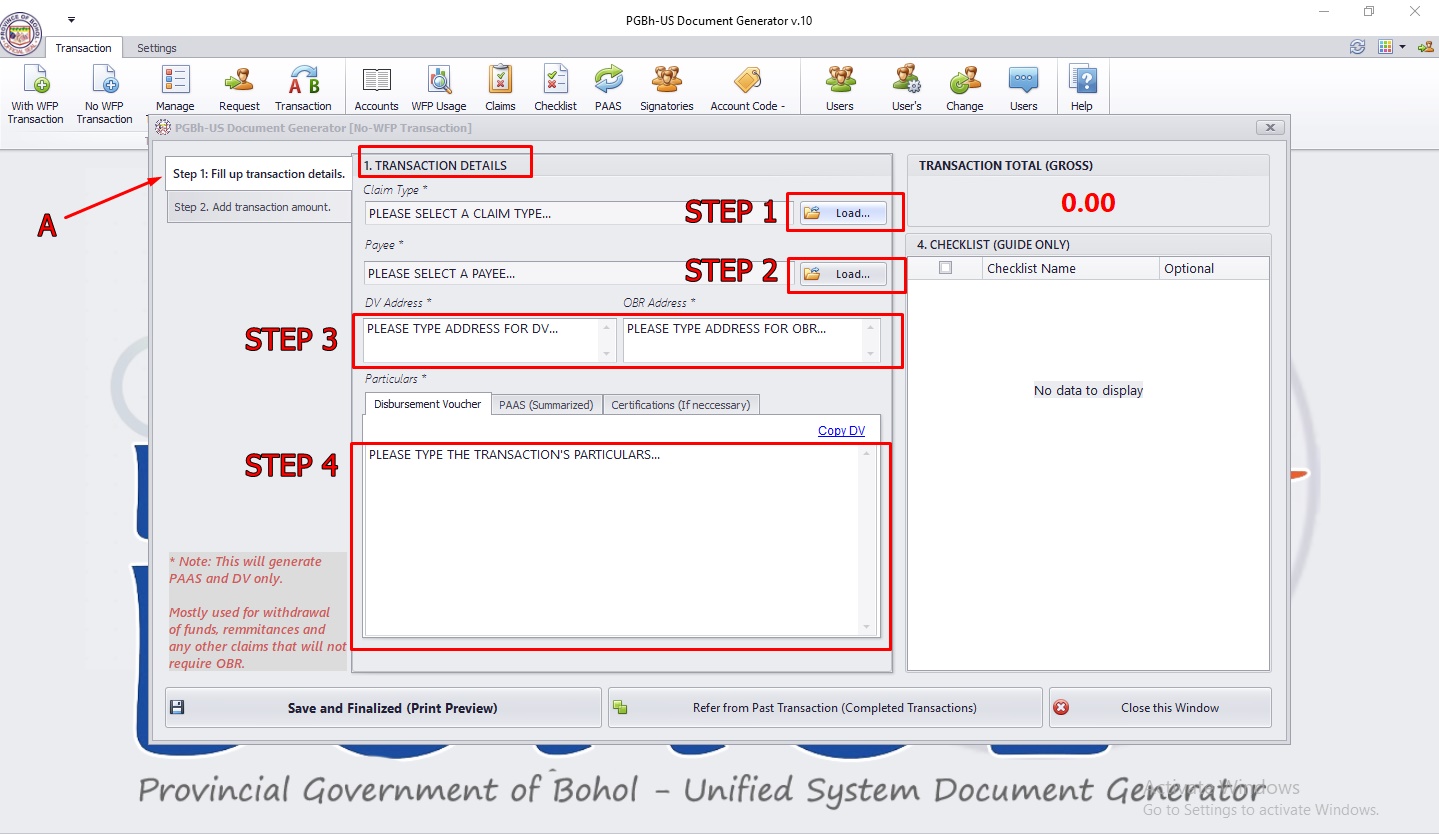 PGBh-US Document Generator v.10
Transaction
Settings
With WFP
Transaction
No WFP
Transaction
Manage
Request
Transaction
Accounts
WFP Usage
Claims
Checklist
PAAS
Signatories
Account Code -
Users
User's
Change
Users
Help
PGBh-US Document Generator [No-WFP Transaction]
Step 1: Fill up transaction details.
Step 2. Add transaction amount.
A
1. TRANSACTION DETAILS
Claim Type *
PLEASE SELECT A CLAIM TYPE...
STEP 1
Load...
Payee *
PLEASE SELECT A PAYEE...
STEP 2
Load...
DV Address *
OBR Address *
STEP 3
PLEASE TYPE ADDRESS FOR DV...
PLEASE TYPE ADDRESS FOR OBR...
Particulars *
Disbursement Voucher
PAAS (Summarized)
Certifications (If neccessary)
Copy DV
STEP 4
PLEASE TYPE THE TRANSACTION'S PARTICULARS...
* Note: This will generate
PAAS and DV only.
Mostly used for withdrawal
of funds, remmitances and
any other claims that will not
require OBR.
TRANSACTION TOTAL (GROSS)
0.00
4. CHECKLIST (GUIDE ONLY)
Checklist Name
Optional
No data to display
Save and Finalized (Print Preview)
Refer from Past Transaction (Completed Transactions)
Close this Window
Provincial Government of Bohol - Unified System Document Generator
Activate Windows
Go to Settings to activate Windows.